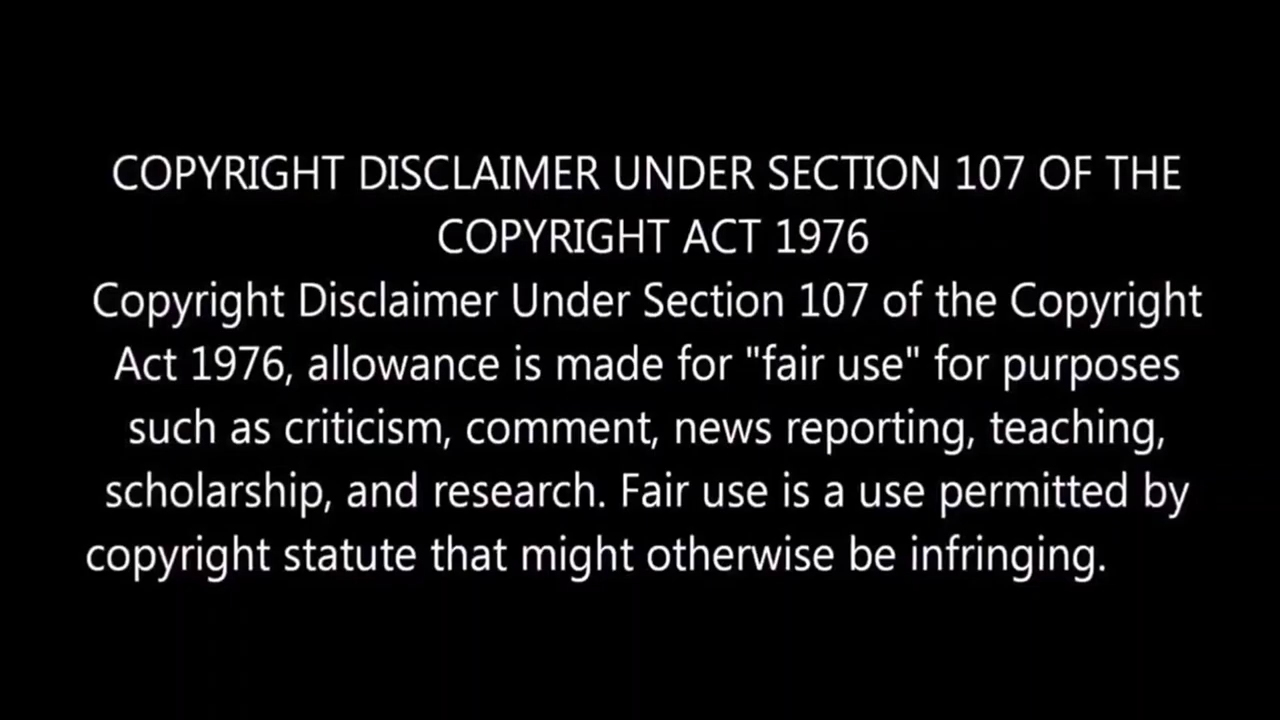 COPYRIGHT DISCLAIMER UNDER SECTION 107 OF THE
COPYRIGHT ACT 1976
Copyright Disclaimer Under Section 107 of the Copyright
Act 1976, allowance is made for "fair use" for purposes
such as criticism, comment, news reporting, teaching,
scholarship, and research. Fair use is a use permitted by
copyright statute that might otherwise be infringing.